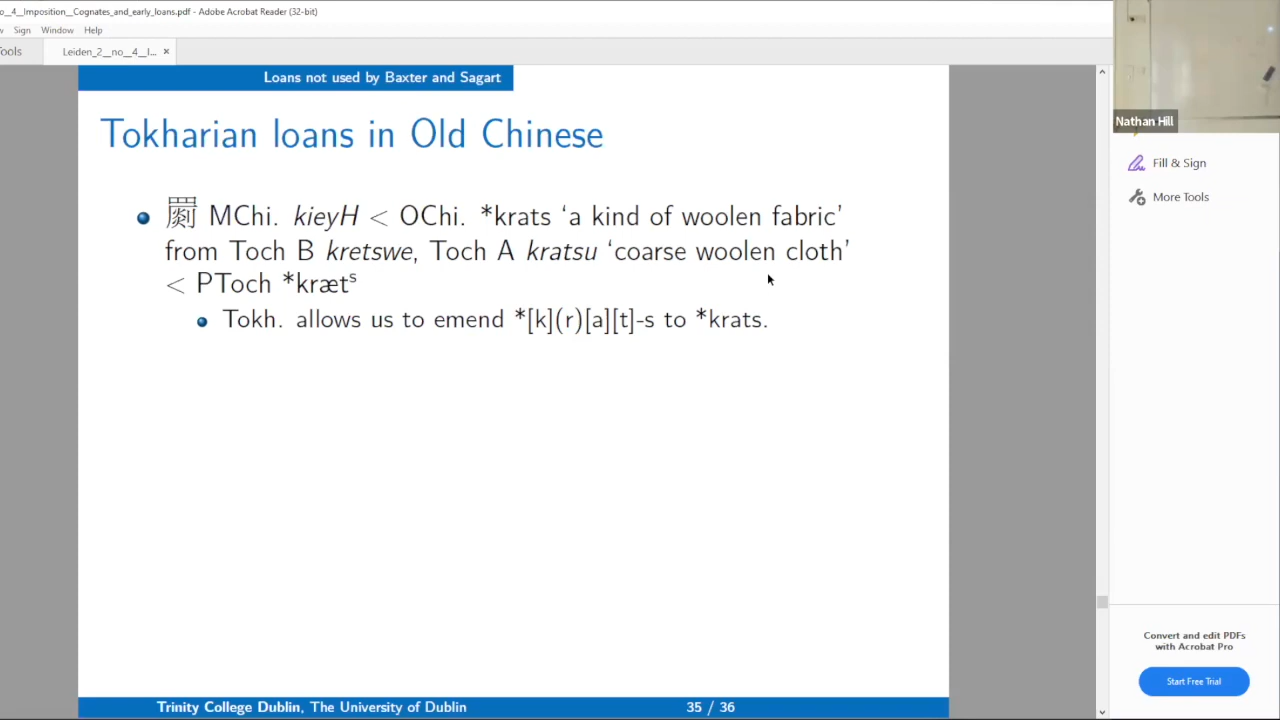 o__4__Imposition__Cognates_and_early_loans.pdf - Adobe Acrobat Reader (32-bit)
Sign Window Help
Tools Leiden_2__no__4__I... ×
Loans not used by Baxter and Sagart
Tokharian loans in Old Chinese
罽 MChi. kieyH < OChi. *krats ‘a kind of woolen fabric’
from Toch B kretswe, Toch A kratsu ‘coarse woolen cloth’
< PToch *krætˢ
Tokh. allows us to emend *[k](r)[a][t]-s to *krats.
Trinity College Dublin, The University of Dublin 35 / 36
Nathan Hill
Fill & Sign
More Tools
Convert and edit PDFs
with Acrobat Pro
Start Free Trial